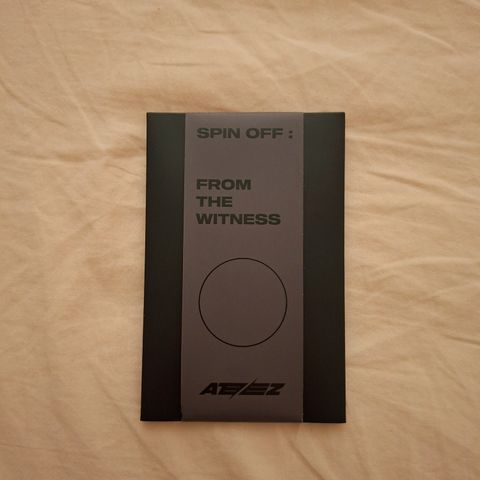 SPIN OFF :
FROM
THE
WITNESS
ATEEZ